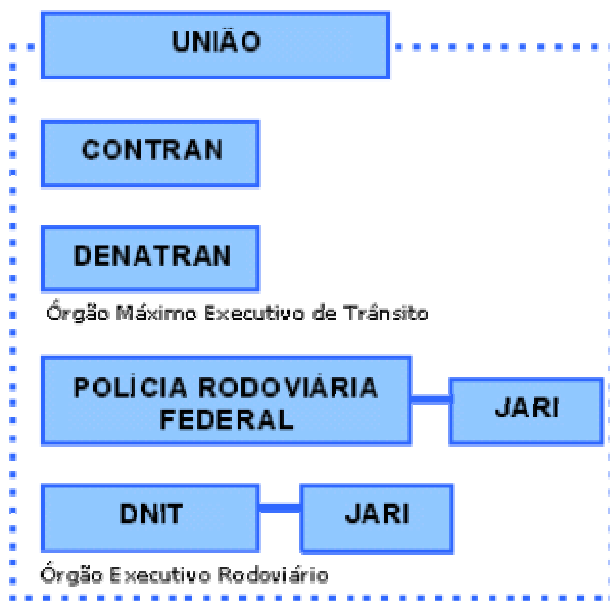 UNIÃO
CONTRAN
DENATRAN
Órgão Máximo Executivo de Trânsito
POLÍCIA RODOVIÁRIA
FEDERAL
JARI
DNIT
JARI
Órgão Executivo Rodoviário